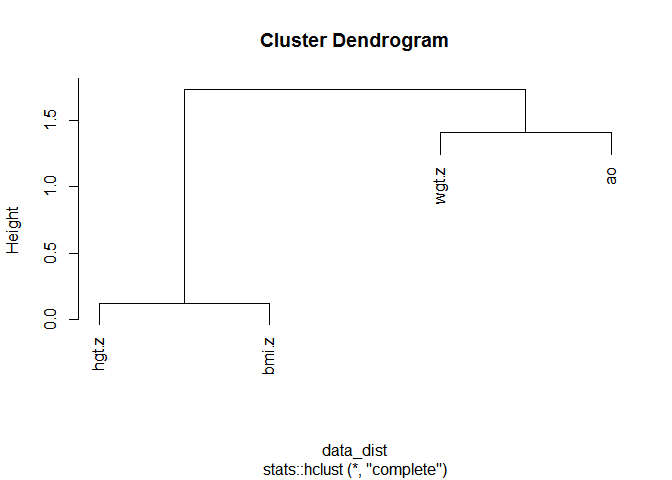 Cluster Dendrogram
Height
1.5
1.0
0.5
0.0
wgt.z
ao
hgt.z
bmi.z
data_dist
stats::hclust (*, "complete")